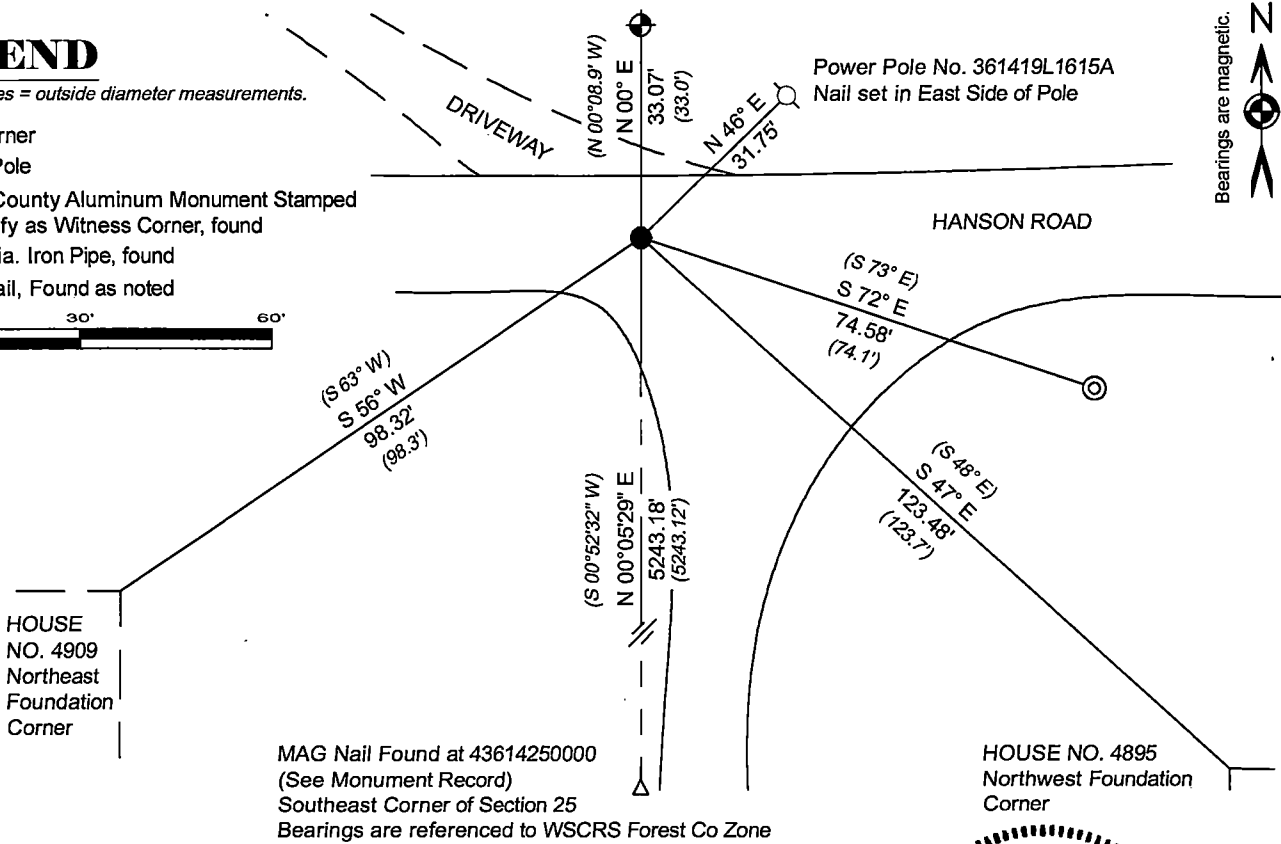 END
es = outside diameter measurements.
rner
Pole
County Aluminum Monument Stamped
fy as Witness Corner, found
ia. Iron Pipe, found
ail, Found as noted
30'
60'
DRIVEWAY
(N 00°08.9' W)
N 00° E
33.07'
(33.0')
N 46° E
31.75'
Power Pole No. 361419L1615A
Nail set in East Side of Pole
Bearings are magnetic.
N
HANSON ROAD
(S 73° E)
S 72° E
74.58'
(74.1')
(S 63° W)
S 56° W
98.32'
(98.3')
(S 48° E)
S 47° E
123.48'
(123.7')
(S 00°52'32" W)
N 00°05'29" E
5243.18'
(5243.12')
HOUSE
NO. 4909
Northeast
Foundation
Corner
MAG Nail Found at 43614250000
(See Monument Record)
Southeast Corner of Section 25
Bearings are referenced to WSCRS Forest Co Zone
HOUSE NO. 4895
Northwest Foundation
Corner